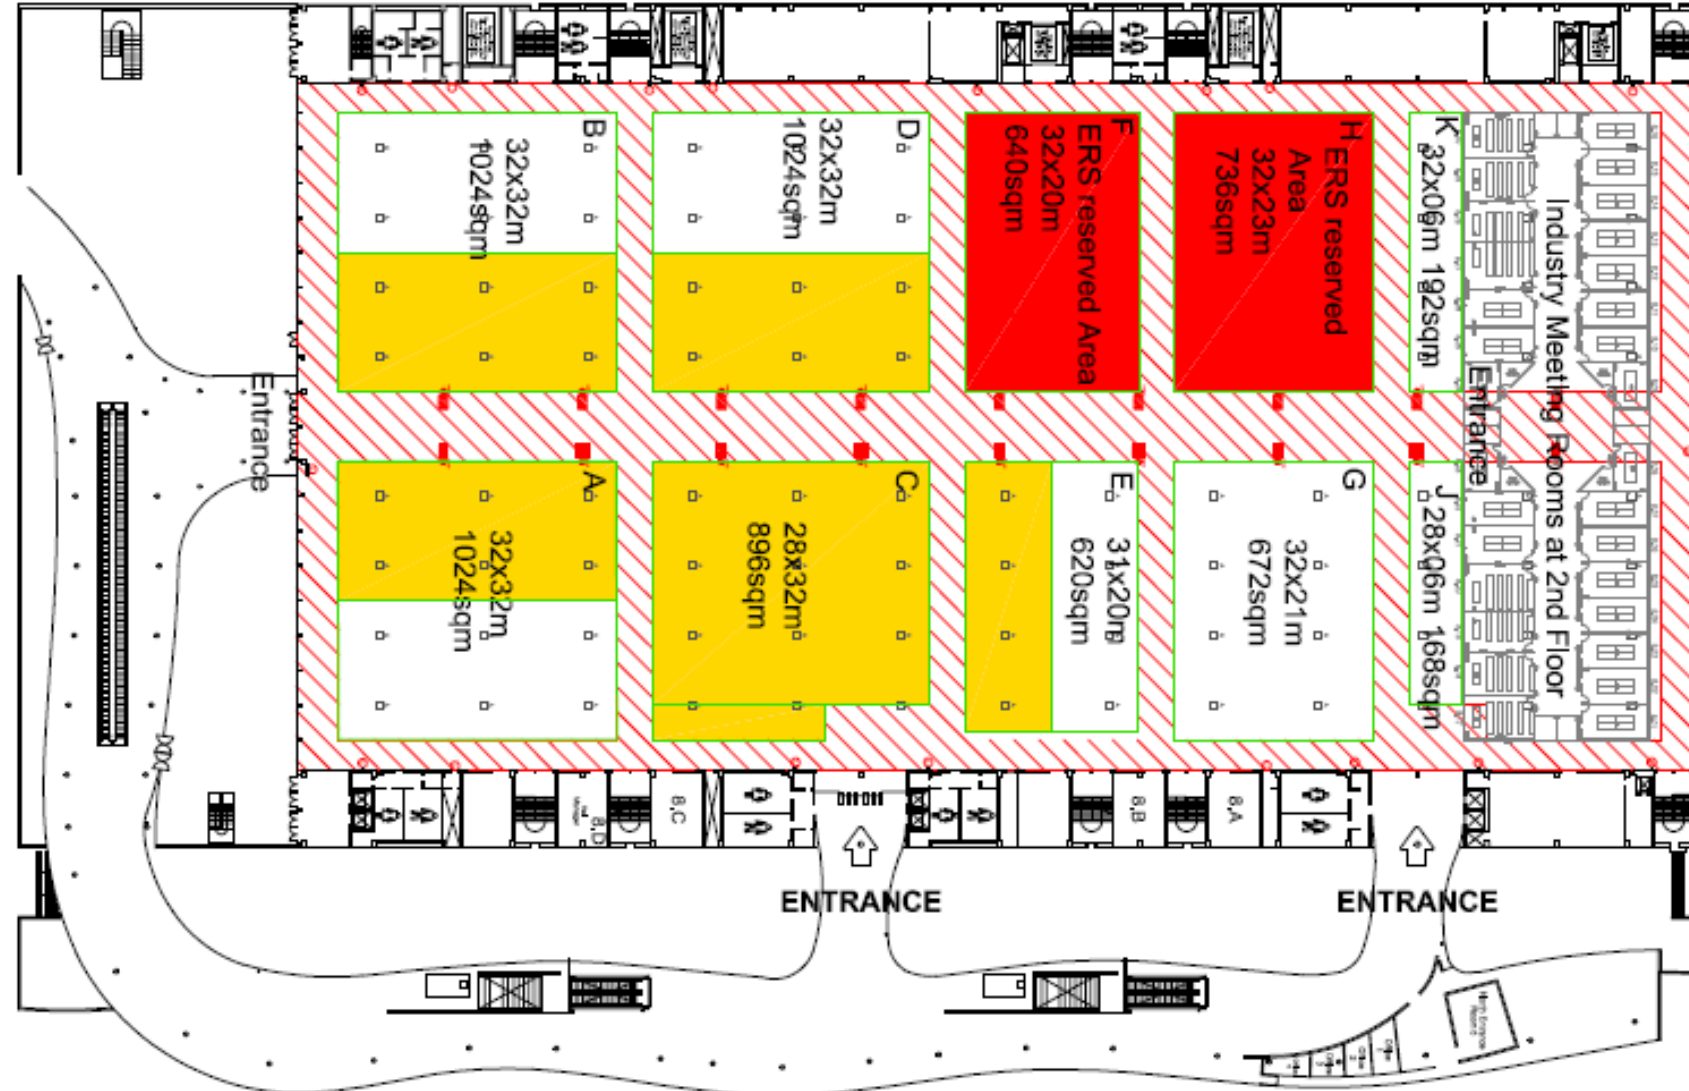 B
32x32m
1024sqm
D
32x32m
1024sqm
F
ERS reserved Area
32x20m
640sqm
H ERS reserved
Area
32x23m
736sqm
K 32x06m 192sqm
Industry Meeting Rooms at 2nd Floor
Entrance
Entrance
A
32x32m
1024sqm
C
28x32m
896sqm
E
31x20m
620sqm
G
32x21m
672sqm
J 28x06m 168sqm
8.D
8.C
8.B
8.A
ENTRANCE
ENTRANCE